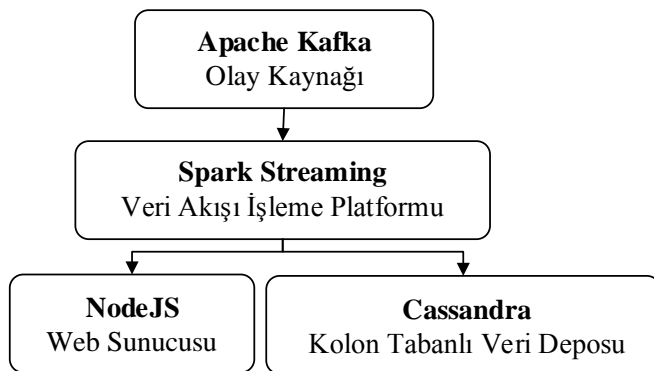 Apache Kafka
Olay Kaynağı
Spark Streaming
Veri Akışı İşleme Platformu
NodeJS
Web Sunucusu
Cassandra
Kolon Tabanlı Veri Deposu